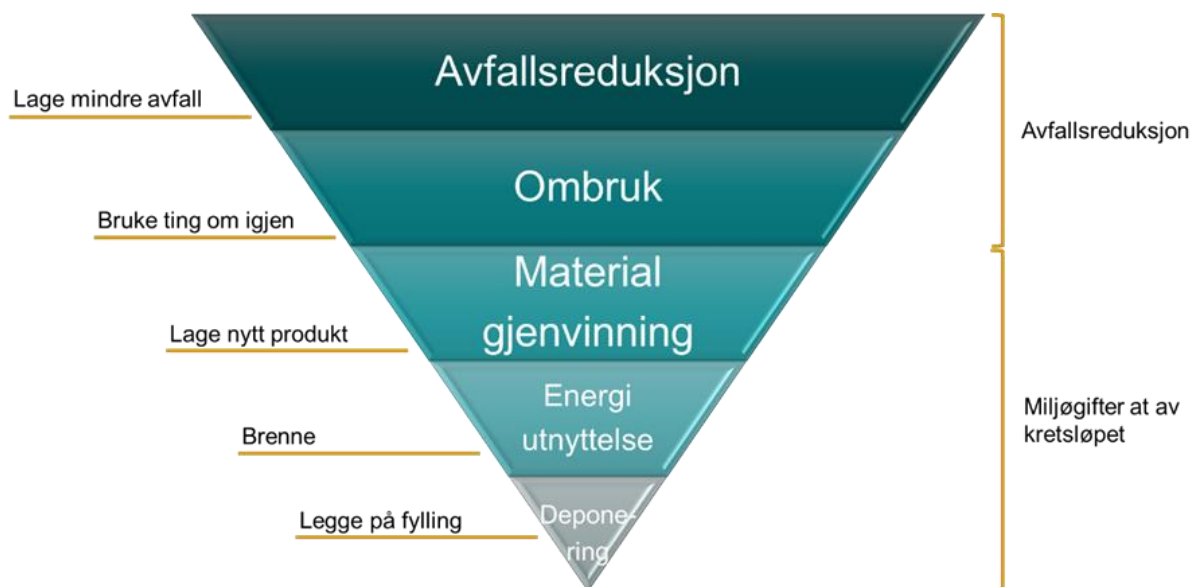 Avfallsreduksjon
Lage mindre avfall
Avfallsreduksjon
Ombruk
Bruke ting om igjen
Material
gjenvinning
Lage nytt produkt
Energi
utnyttelse
Miljøgifter at av
kretsløpet
Brenne
Depone-
ring
Legge på fylling